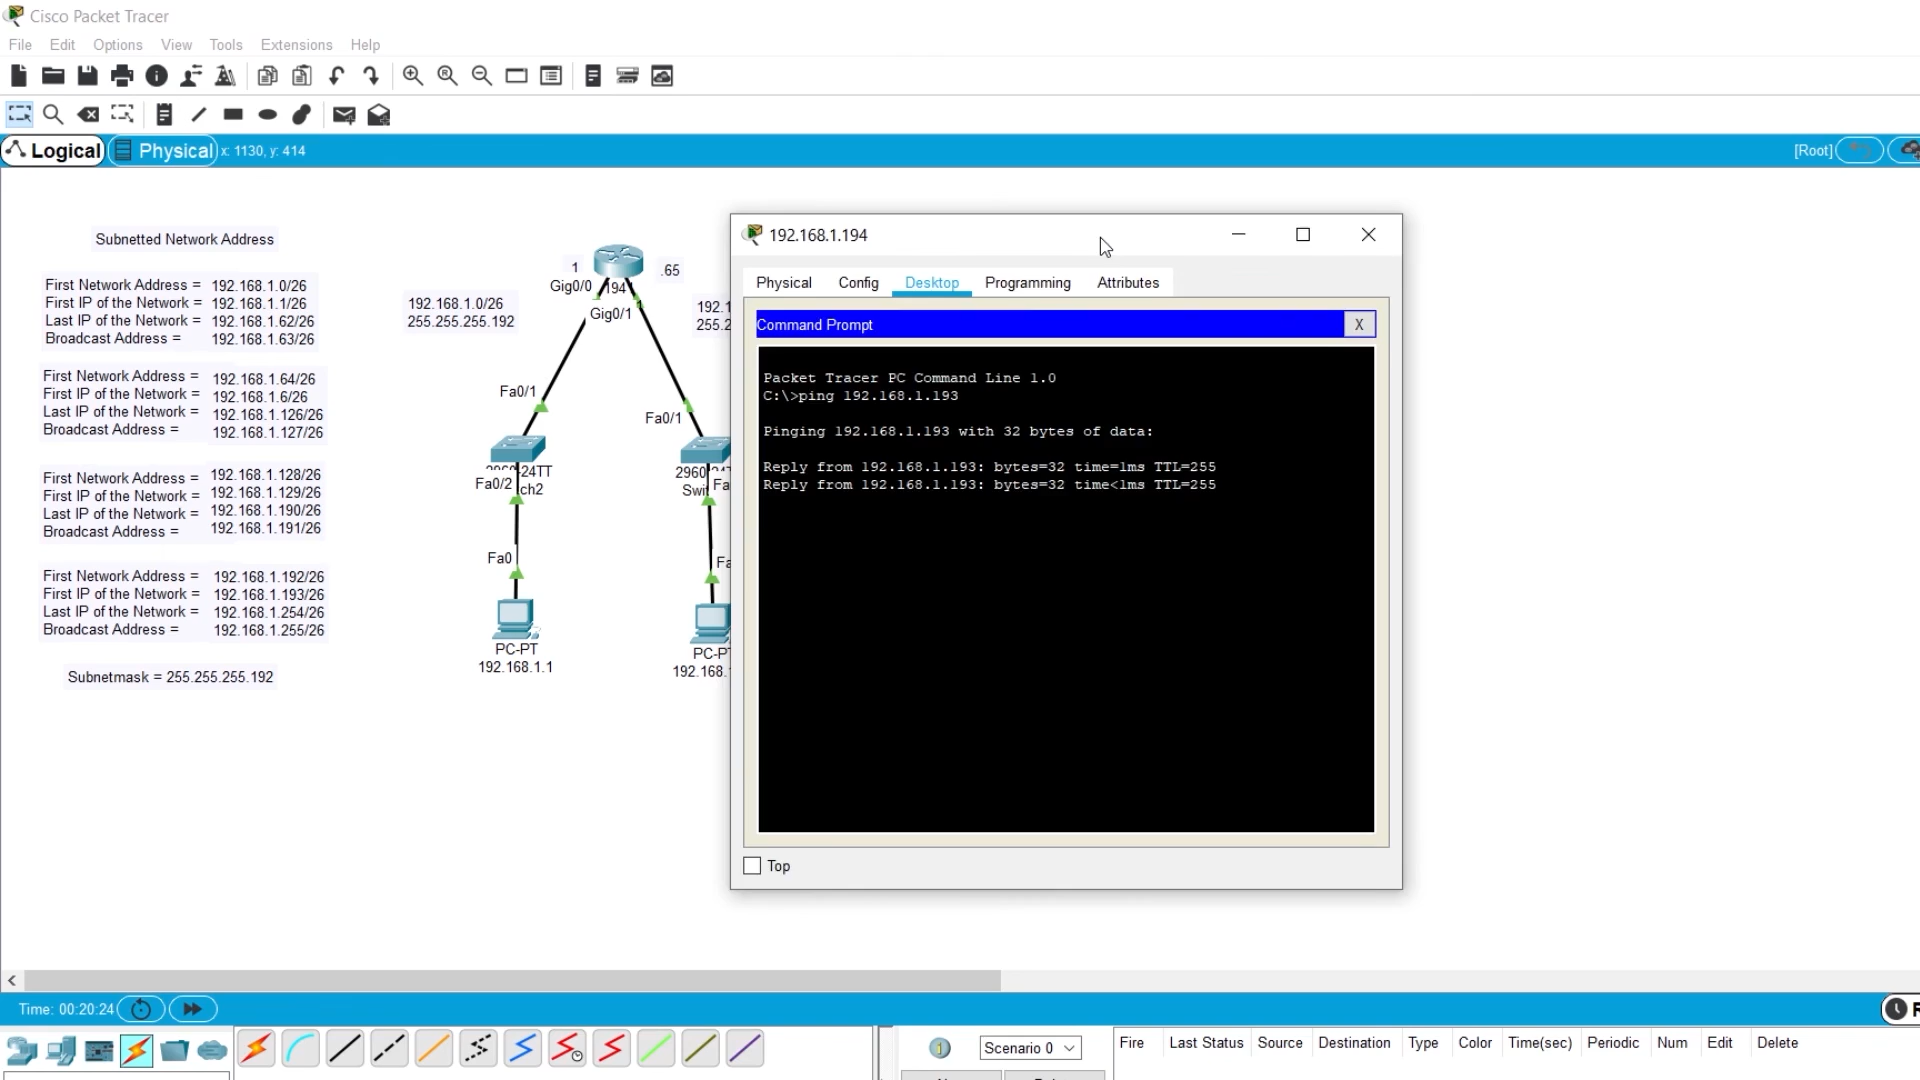 Cisco Packet Tracer
File Edit Options View Tools Extensions Help
Logical Physical x: 1130, y: 414 [Root]
Subnetted Network Address
First Network Address = 192.168.1.0/26
First IP of the Network = 192.168.1.1/26
Last IP of the Network = 192.168.1.62/26
Broadcast Address = 192.168.1.63/26
First Network Address = 192.168.1.64/26
First IP of the Network = 192.168.1.6/26
Last IP of the Network = 192.168.1.126/26
Broadcast Address = 192.168.1.127/26
First Network Address = 192.168.1.128/26
First IP of the Network = 192.168.1.129/26
Last IP of the Network = 192.168.1.190/26
Broadcast Address = 192.168.1.191/26
First Network Address = 192.168.1.192/26
First IP of the Network = 192.168.1.193/26
Last IP of the Network = 192.168.1.254/26
Broadcast Address = 192.168.1.255/26
Subnetmask = 255.255.255.192
1 .65
Gig0/0 194
Gig0/1
192.168.1.0/26
255.255.255.192
192.1
255.2
Fa0/1
Fa0/1
-24TT
Fa0/2 ch2
2960
Swi Fa
Fa0
Fa
PC-PT
192.168.1.1
PC-PT
192.168.
192.168.1.194
Physical Config Desktop Programming Attributes
Command Prompt X
Packet Tracer PC Command Line 1.0
C:\>ping 192.168.1.193
Pinging 192.168.1.193 with 32 bytes of data:
Reply from 192.168.1.193: bytes=32 time=1ms TTL=255
Reply from 192.168.1.193: bytes=32 time<1ms TTL=255
Top
Time: 00:20:24
Scenario 0
Fire Last Status Source Destination Type Color Time(sec) Periodic Num Edit Delete